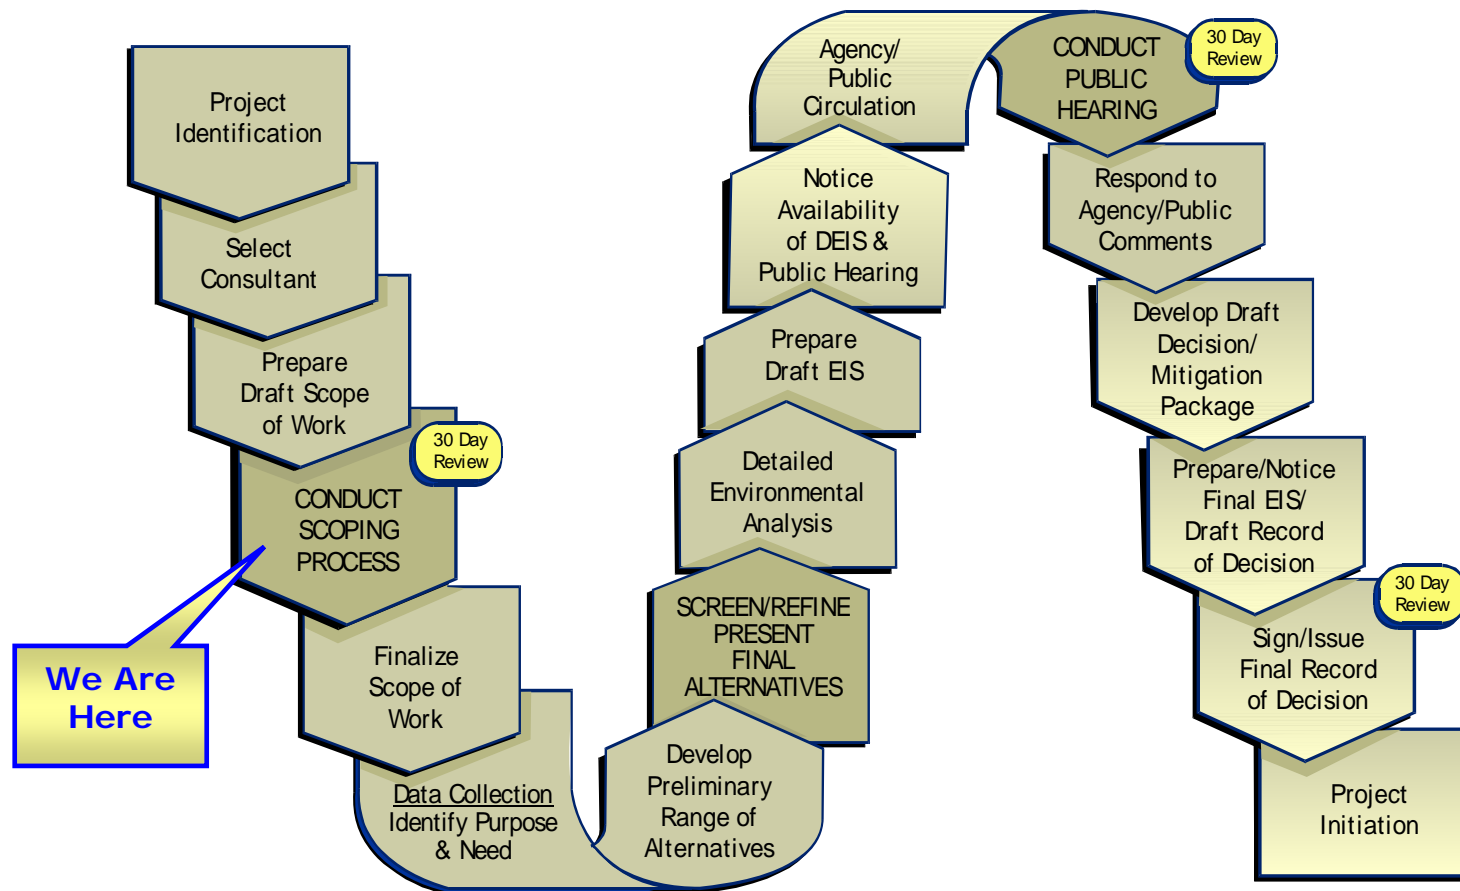 Project
Identification
Select
Consultant
Prepare
Draft Scope
of Work
30 Day
Review
CONDUCT
SCOPING
PROCESS
We Are
Here
Finalize
Scope of
Work
Data Collection
Identify Purpose
& Need
Develop
Preliminary
Range of
Alternatives
SCREEN/REFINE
PRESENT
FINAL
ALTERNATIVES
Detailed
Environmental
Analysis
Prepare
Draft EIS
Notice
Availability
of DEIS &
Public Hearing
Agency/
Public
Circulation
CONDUCT
PUBLIC
HEARING
30 Day
Review
Respond to
Agency/Public
Comments
Develop Draft
Decision/
Mitigation
Package
Prepare/Notice
Final EIS/
Draft Record
of Decision
30 Day
Review
Sign/Issue
Final Record
of Decision
Project
Initiation